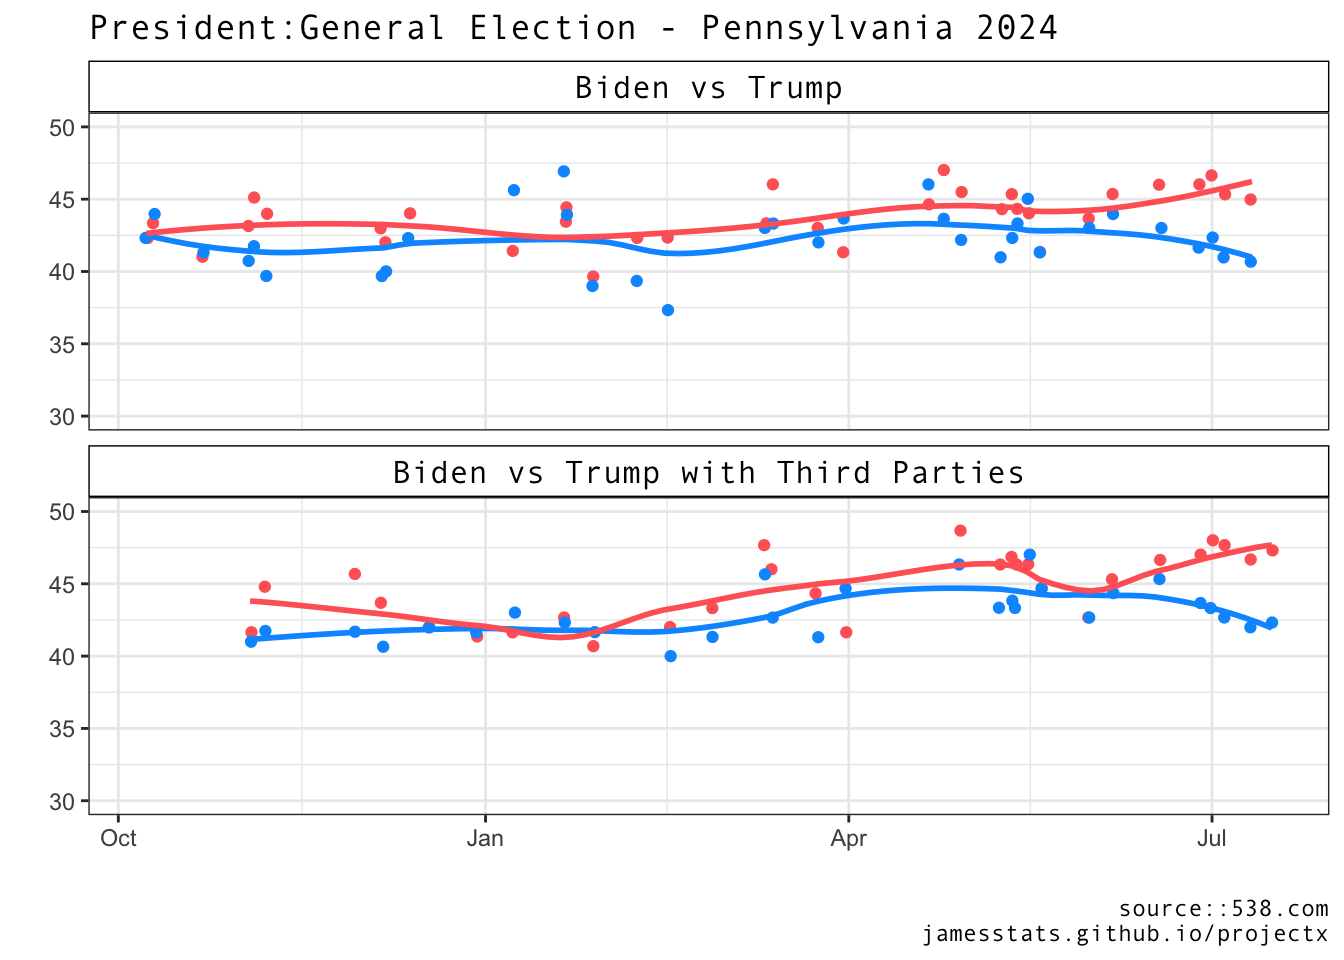 President:General Election - Pennsylvania 2024
Biden vs Trump
50
45
40
35
30
Biden vs Trump with Third Parties
50
45
40
35
30
Oct Jan Apr Jul
source::538.com
jamesstats.github.io/projectx